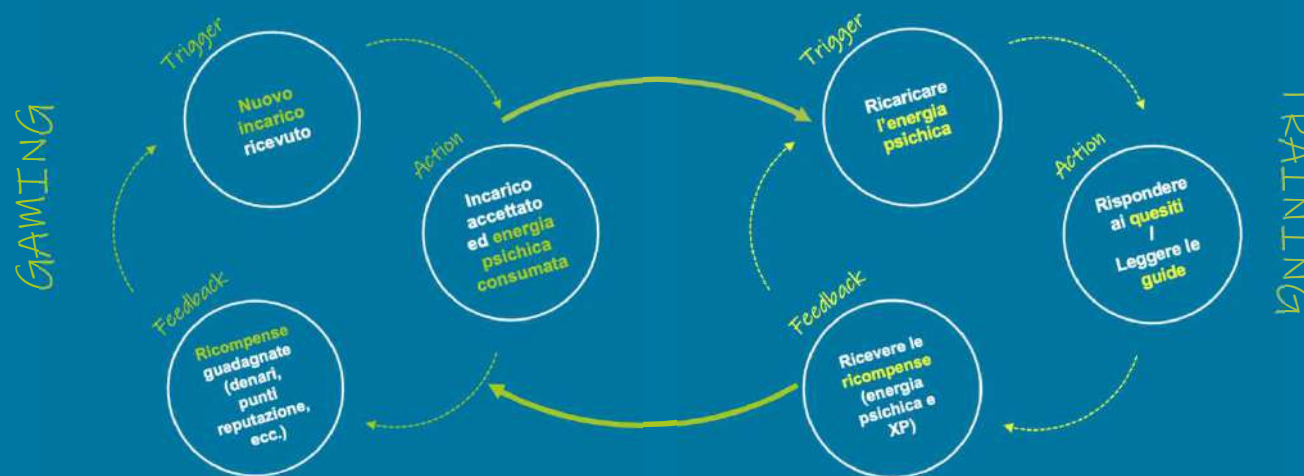 GAMING
Trigger
Nuovo
incarico
ricevuto
Action
Incarico
accettato
ed energia
psichica
consumata
Feedback
Ricompense
guadagnate
(denari,
punti
reputazione,
ecc.)
Trigger
Ricaricare
l'energia
psichica
Action
Rispondere
ai quesiti
/
Leggere le
guide
Feedback
Ricevere le
ricompense
(energia
psichica e
XP)
TRAINING